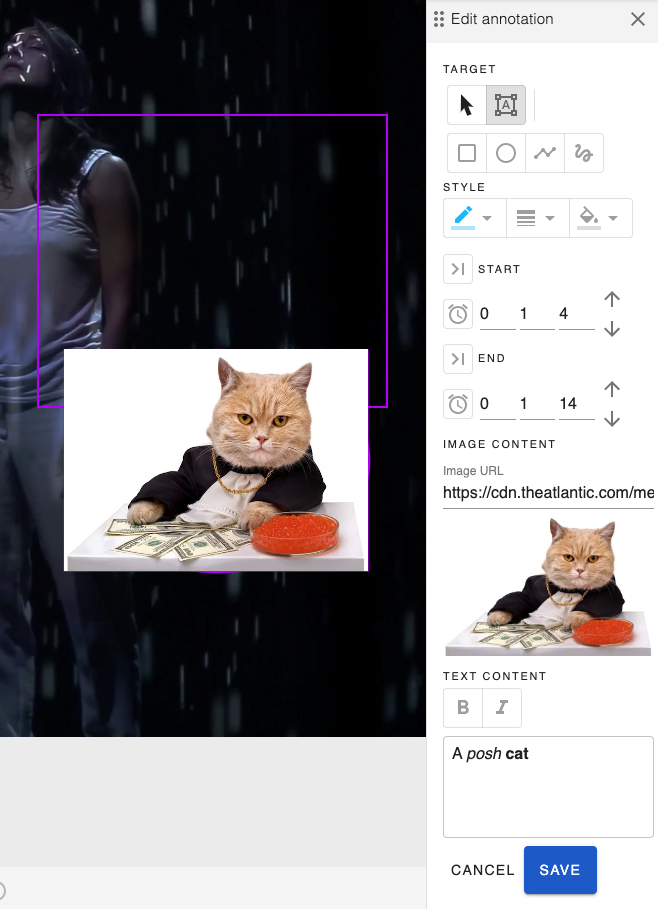 Edit annotation
TARGET
A
STYLE
START
0 1 4
END
0 1 14
IMAGE CONTENT
Image URL
https://cdn.theatlantic.com/me
TEXT CONTENT
B I
A posh cat
CANCEL SAVE